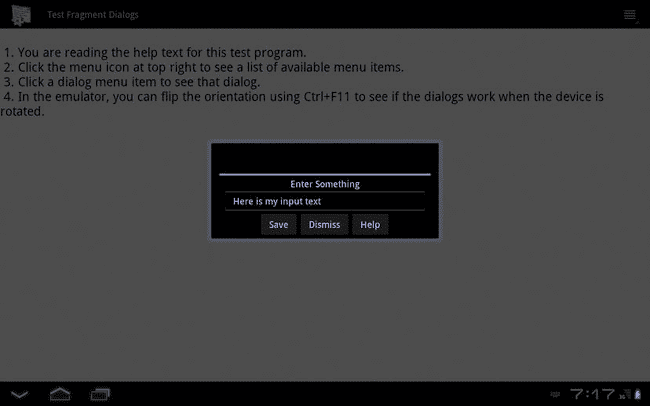 Test Fragment Dialogs
1. You are reading the help text for this test program.
2. Click the menu icon at top right to see a list of available menu items.
3. Click a dialog menu item to see that dialog.
4. In the emulator, you can flip the orientation using Ctrl+F11 to see if the dialogs work when the device is
rotated.
Enter Something
Here is my input text
Save Dismiss Help
7:17